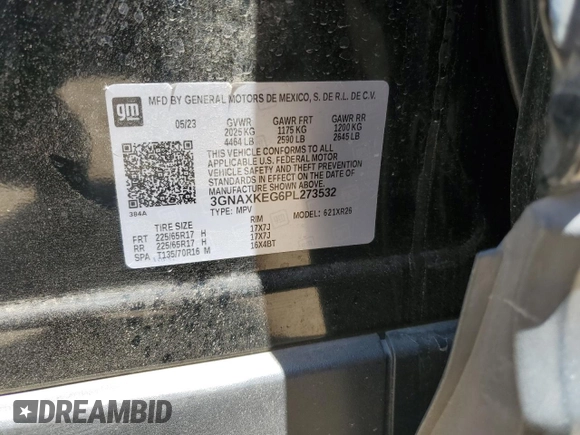 gm
MFD BY GENERAL MOTORS DE MEXICO, S. DE R.L. DE C.V.
05/23 GVWR GAWR FRT GAWR RR
2025 KG 1175 KG 1200 KG
4464 LB 2590 LB 2645 LB
THIS VEHICLE CONFORMS TO ALL
APPLICABLE U.S. FEDERAL MOTOR
VEHICLE SAFETY AND THEFT PREVENTION
STANDARDS IN EFFECT ON THE DATE OF
MANUFACTURE SHOWN ABOVE.
3GNAXKEG6PL273532
384A TYPE: MPV MODEL: 621XR26
TIRE SIZE RIM
FRT 225/65R17 H 17X7J
RR 225/65R17 H 17X7J
SPA T135/70R16 M 16X4BT
DREAMBID